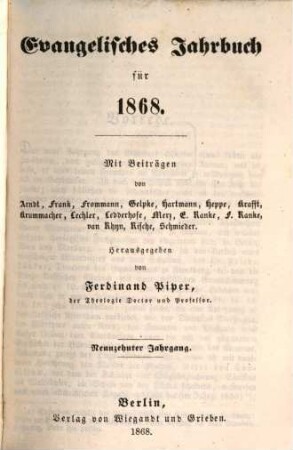 Evangelisches Jahrbuch
für
1868.
Mit Beiträgen
von
Arndt, Frank, Frommann, Gelpke, Hartmann, Heppe, Krafft,
Krummacher, Lechler, Ledderhose, Merz, E. Ranke, F. Ranke,
van Rhyn, Rische, Schmieder.
Herausgegeben
von
Ferdinand Piper,
der Theologie Doctor und Professor.
Neunzehnter Jahrgang.
Berlin,
Verlag von Wiegandt und Grieben.
1868.